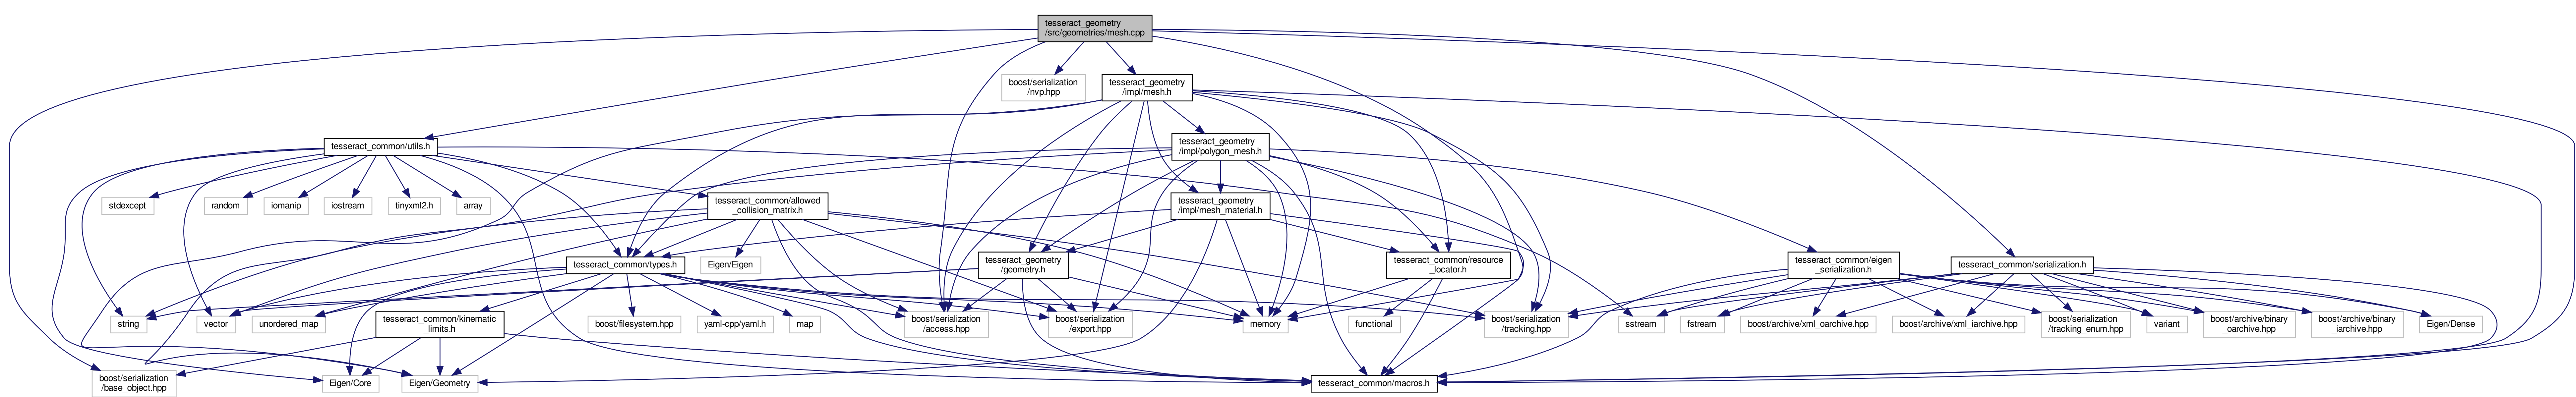 tesseract_geometry
/src/geometries/mesh.cpp
boost/serialization
/nvp.hpp
tesseract_geometry
/impl/mesh.h
tesseract_common/utils.h
tesseract_geometry
/impl/polygon_mesh.h
stdexcept
random
iomanip
iostream
tinyxml2.h
array
tesseract_common/allowed
_collision_matrix.h
tesseract_geometry
/impl/mesh_material.h
tesseract_common/types.h
Eigen/Eigen
tesseract_geometry
/geometry.h
tesseract_common/resource
_locator.h
tesseract_common/eigen
_serialization.h
tesseract_common/serialization.h
string
vector
unordered_map
tesseract_common/kinematic
_limits.h
boost/filesystem.hpp
yaml-cpp/yaml.h
map
boost/serialization
/access.hpp
boost/serialization
/export.hpp
memory
functional
boost/serialization
/tracking.hpp
sstream
fstream
boost/archive/xml_oarchive.hpp
boost/archive/xml_iarchive.hpp
boost/serialization
/tracking_enum.hpp
variant
boost/archive/binary
_oarchive.hpp
boost/archive/binary
_iarchive.hpp
Eigen/Dense
boost/serialization
/base_object.hpp
Eigen/Core
Eigen/Geometry
tesseract_common/macros.h